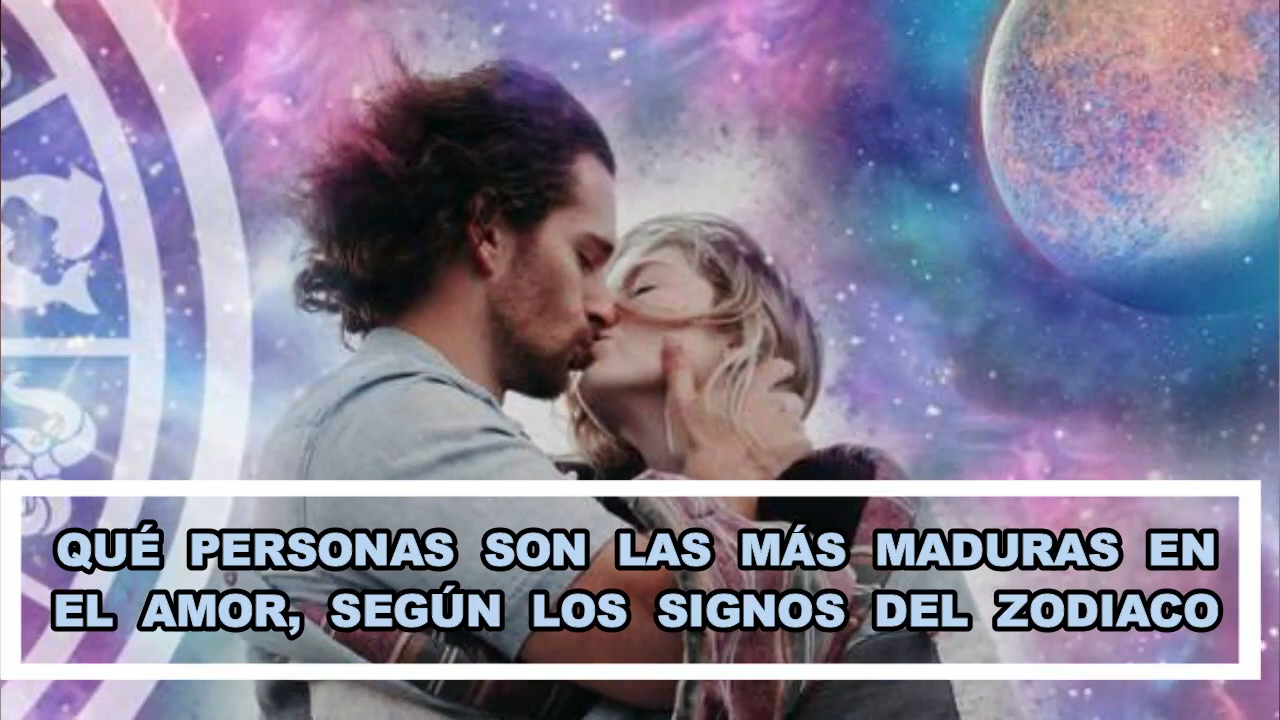 QUÉ PERSONAS SON LAS MÁS MADURAS EN
EL AMOR, SEGÚN LOS SIGNOS DEL ZODIACO